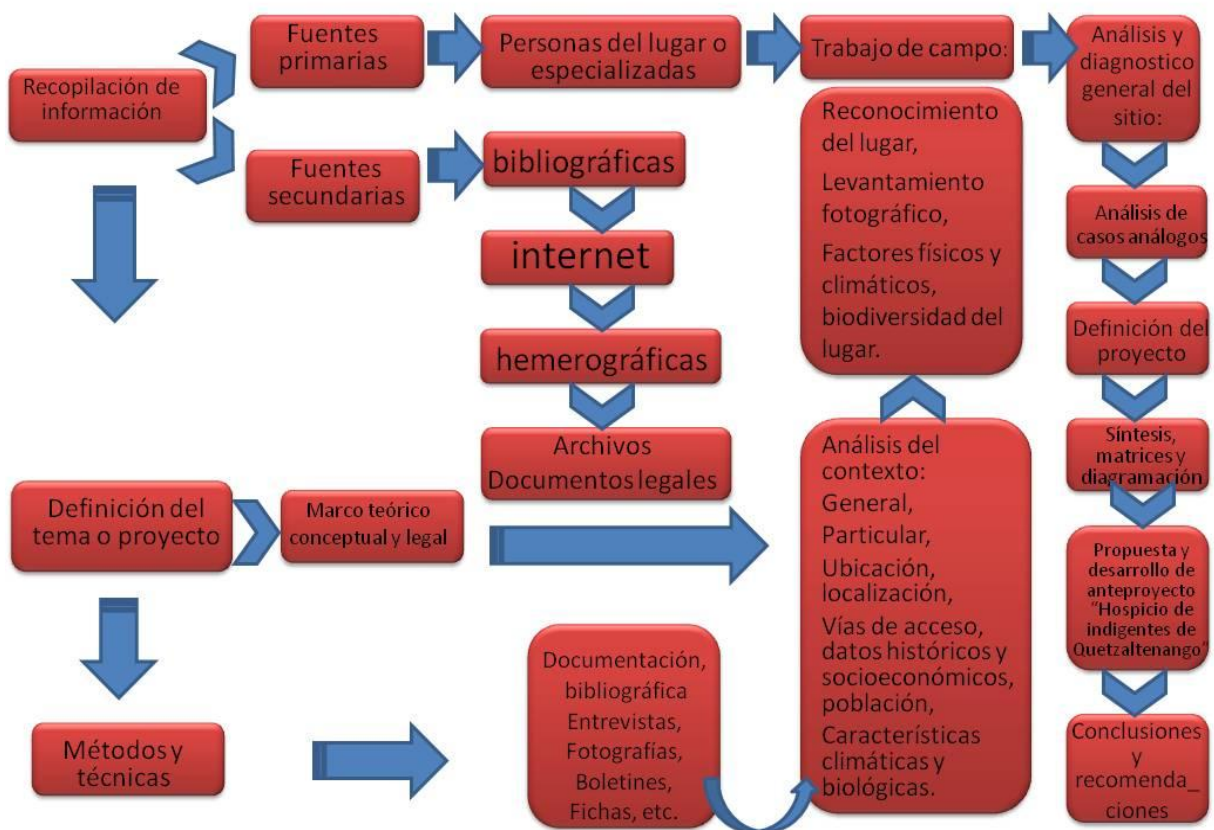 Recopilación de
información
Fuentes
primarias
Personas del lugar o
especializadas
Trabajo de campo:
Análisis y
diagnostico
general del
sitio:
Fuentes
secundarias
bibliográficas
internet
hemerográficas
Archivos
Documentos legales
Reconocimiento
del lugar,
Levantamiento
fotográfico,
Factores físicos y
climáticos,
biodiversidad del
lugar.
Análisis de
casos análogos
Definición del
proyecto
Síntesis,
matrices y
diagramación
Definición del
tema o proyecto
Marco teórico
conceptual y legal
Análisis del
contexto:
General,
Particular,
Ubicación,
localización,
Vías de acceso,
datos históricos y
socioeconómicos,
población,
Características
climáticas y
biológicas.
Propuesta y
desarrollo de
anteproyecto
"Hospicio de
indigentes de
Quetzaltenango"
Métodos y
técnicas
Documentación,
bibliográfica
Entrevistas,
Fotografías,
Boletines,
Fichas, etc.
Conclusiones
y
recomenda_
ciones